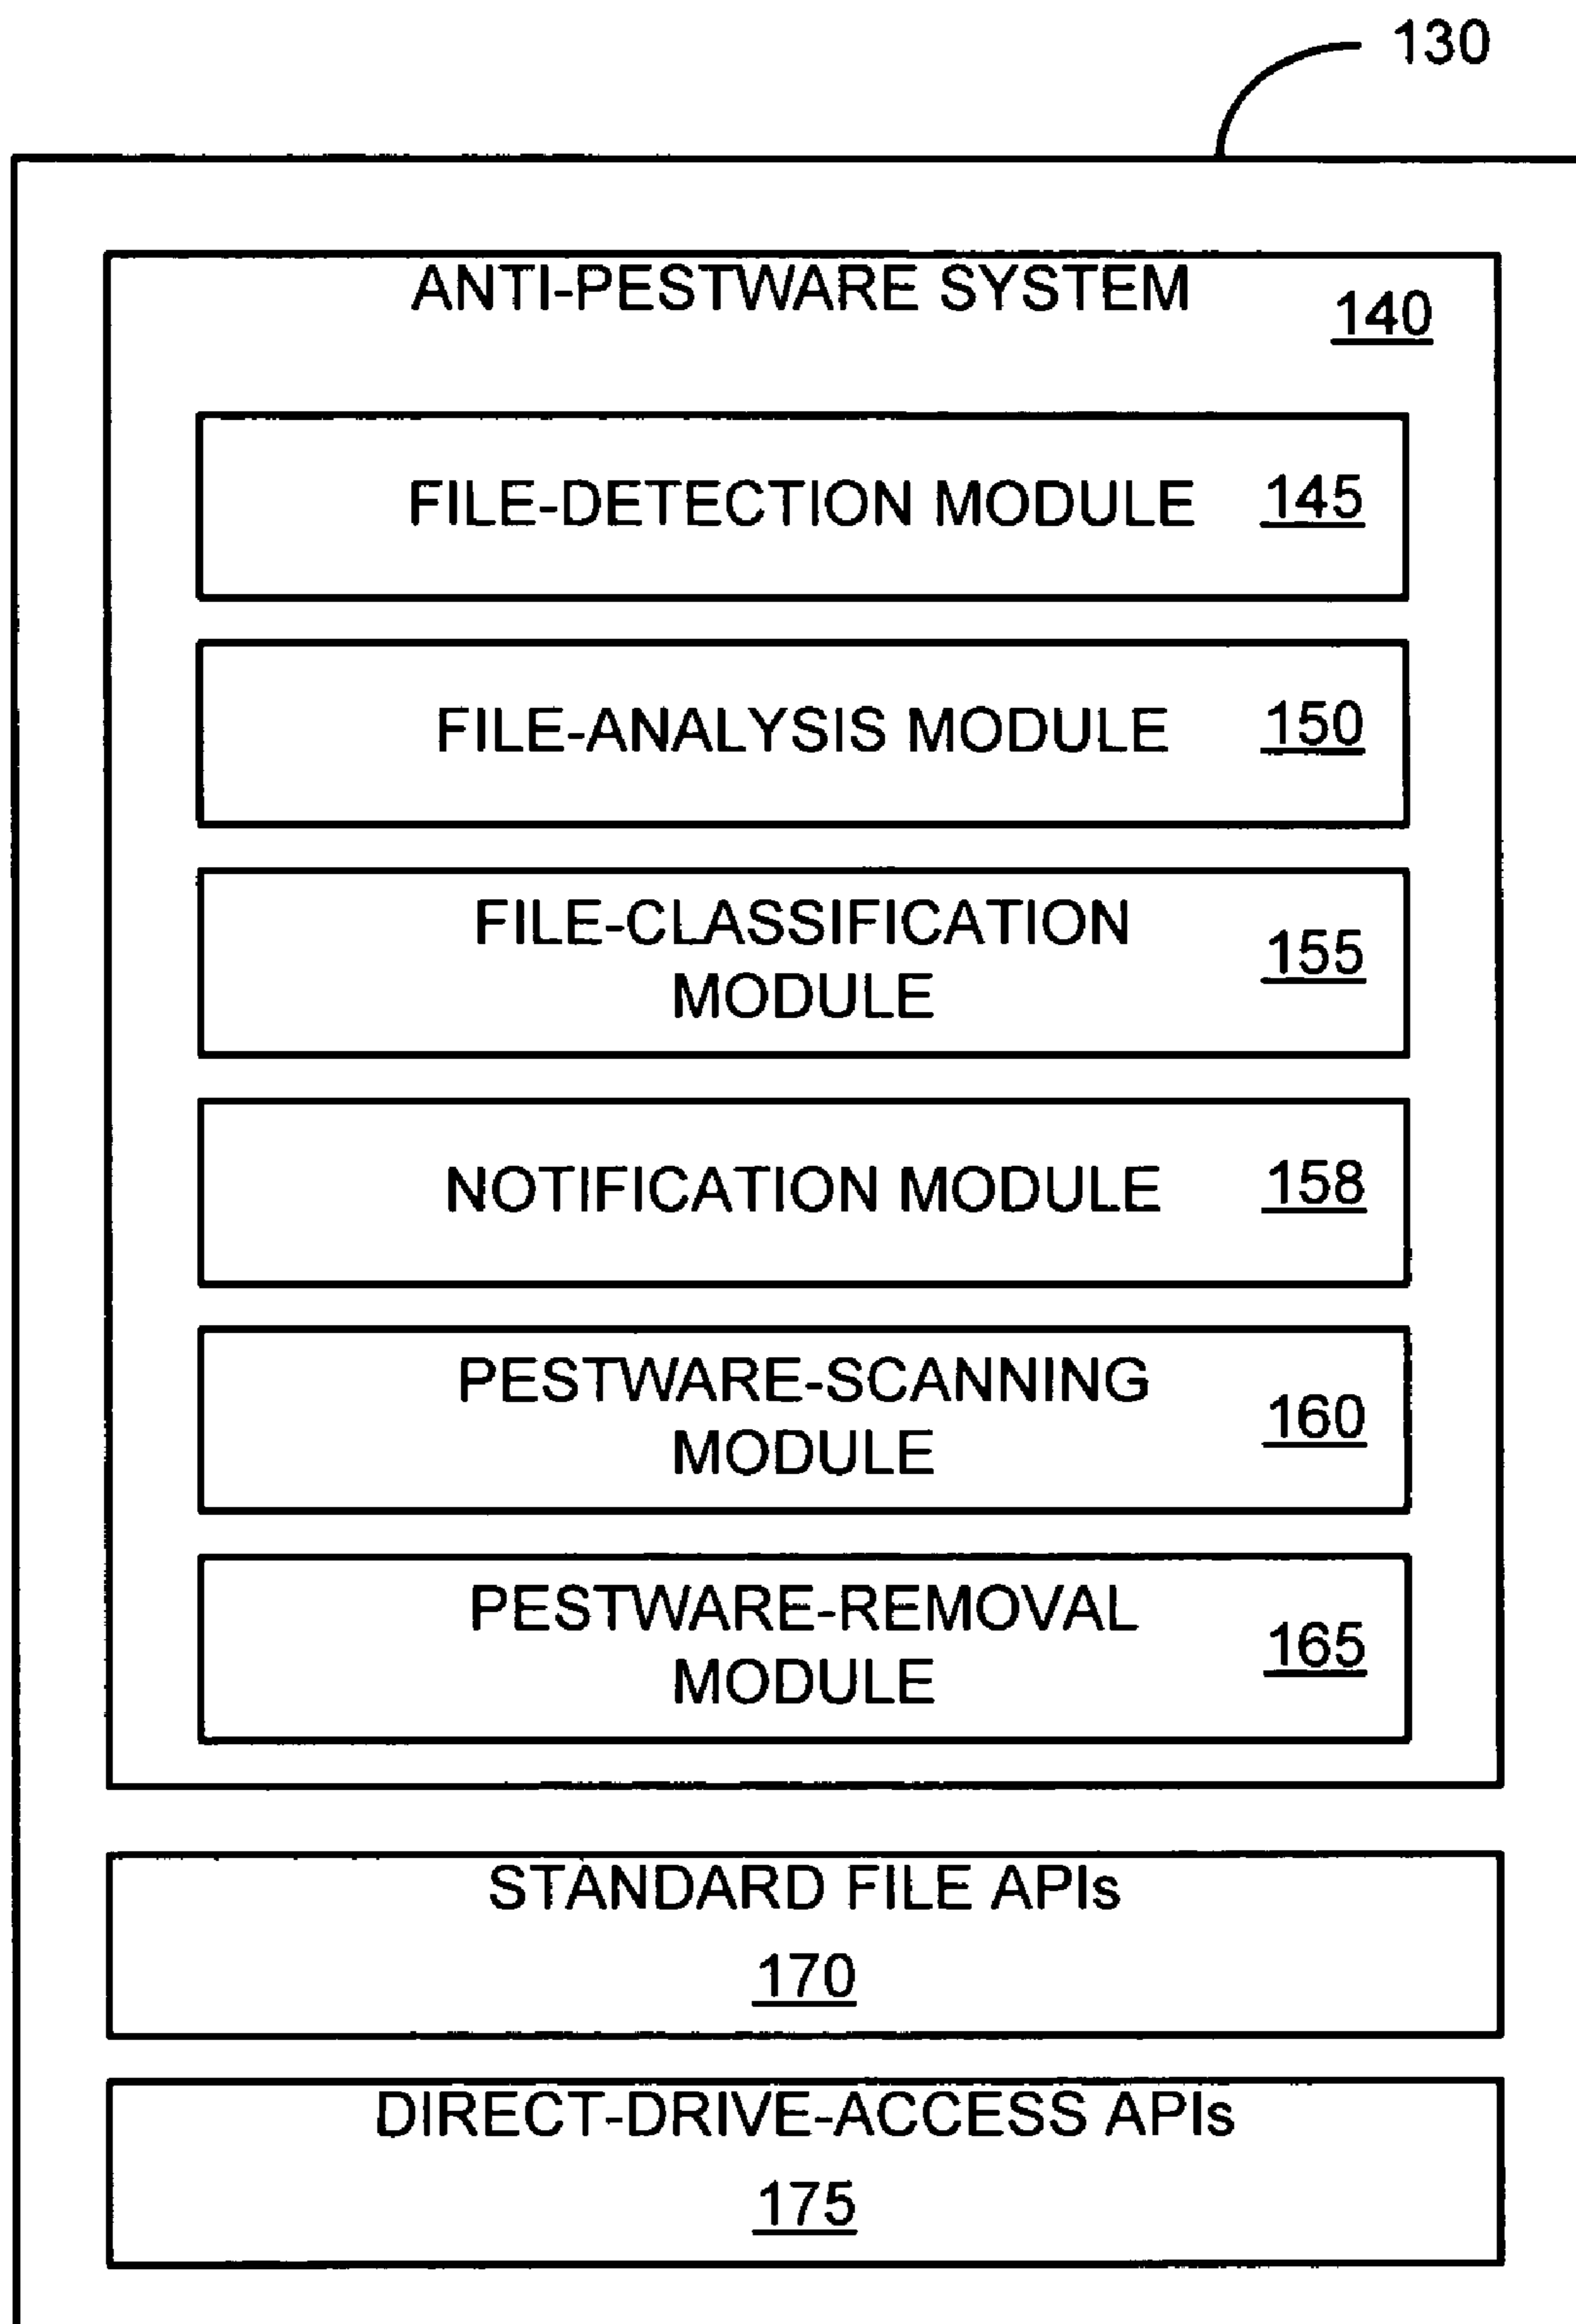 130
ANTI-PESTWARE SYSTEM
140
FILE-DETECTION MODULE 145
FILE-ANALYSIS MODULE 150
FILE-CLASSIFICATION
MODULE
155
NOTIFICATION MODULE 158
PESTWARE-SCANNING
MODULE
160
PESTWARE-REMOVAL
MODULE
165
STANDARD FILE APIs
170
DIRECT-DRIVE-ACCESS APIs
175